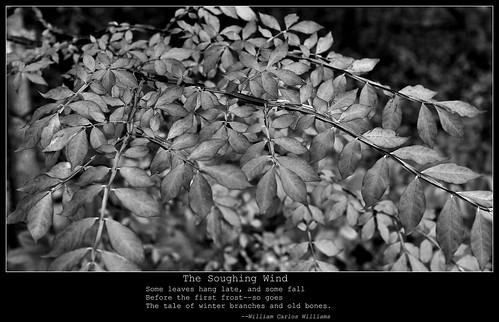 The Soughing Wind
Some leaves hang late, and some fall
Before the first frost--so goes
The tale of winter branches and old bones.
--William Carlos Williams